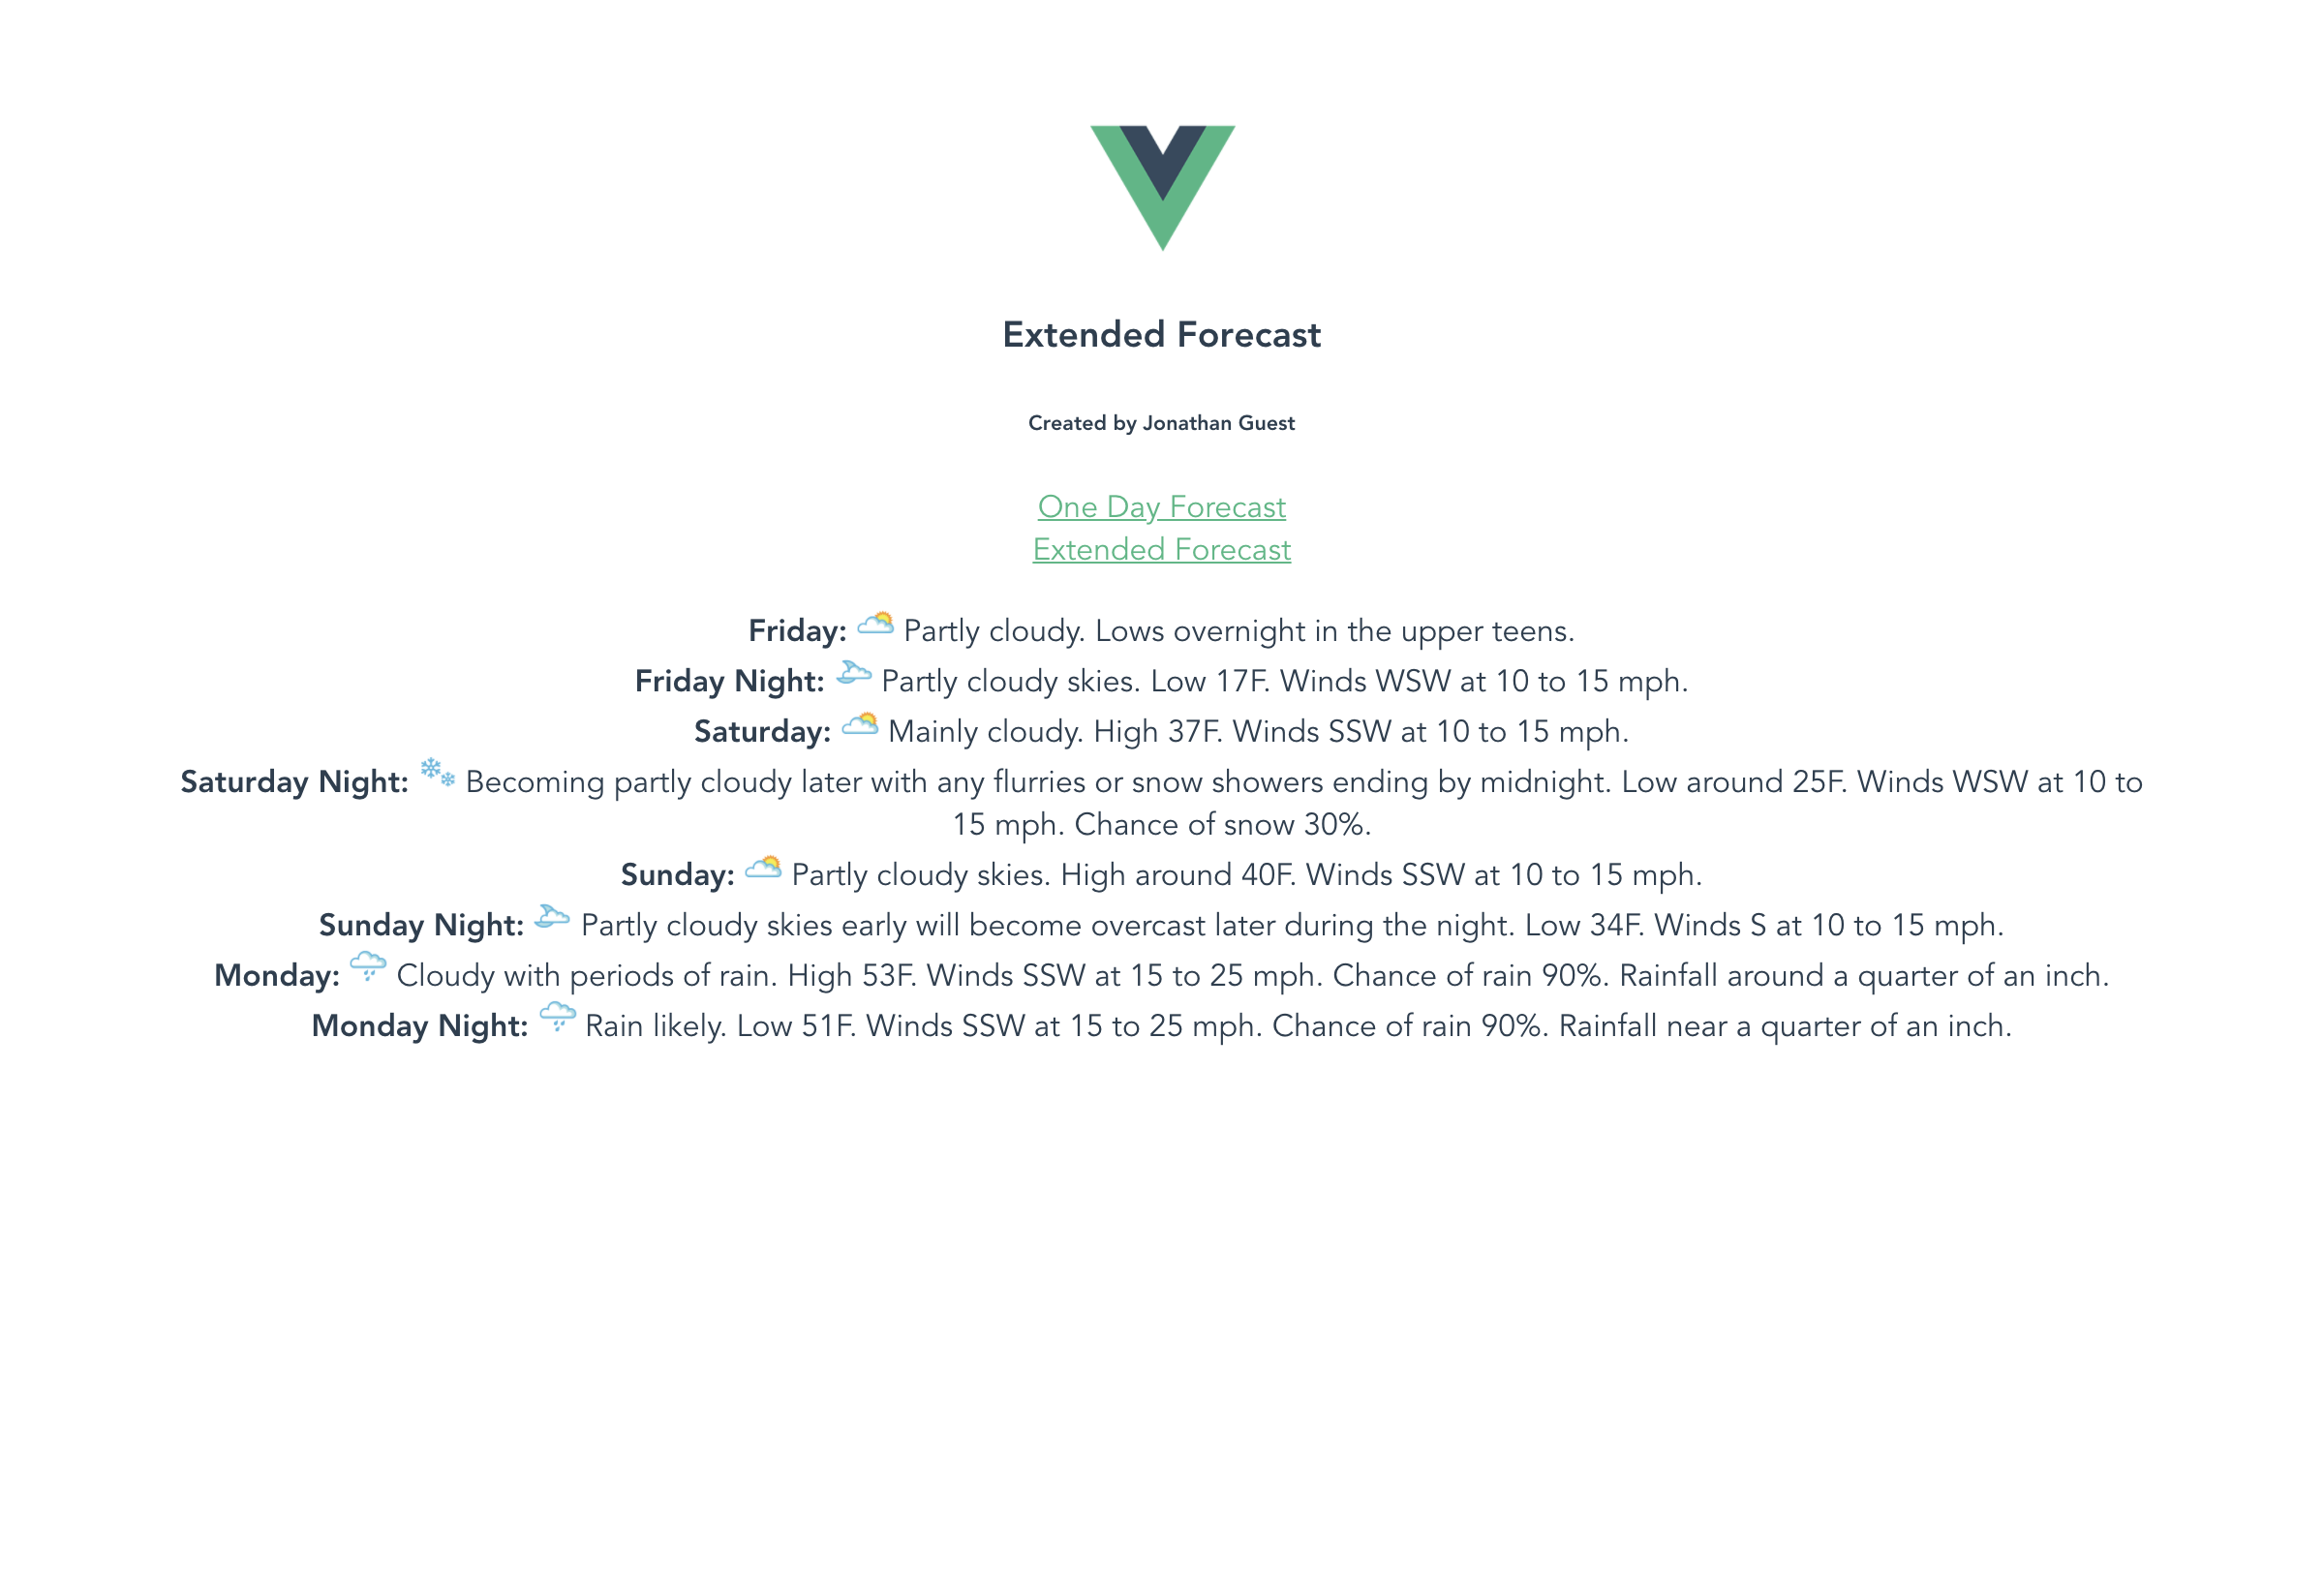 Extended Forecast
Created by Jonathan Guest
One Day Forecast
Extended Forecast
Friday: Partly cloudy. Lows overnight in the upper teens.
Friday Night: Partly cloudy skies. Low 17F. Winds WSW at 10 to 15 mph.
Saturday: Mainly cloudy. High 37F. Winds SSW at 10 to 15 mph.
Saturday Night: Becoming partly cloudy later with any flurries or snow showers ending by midnight. Low around 25F. Winds WSW at 10 to
15 mph. Chance of snow 30%.
Sunday: Partly cloudy skies. High around 40F. Winds SSW at 10 to 15 mph.
Sunday Night: Partly cloudy skies early will become overcast later during the night. Low 34F. Winds S at 10 to 15 mph.
Monday: Cloudy with periods of rain. High 53F. Winds SSW at 15 to 25 mph. Chance of rain 90%. Rainfall around a quarter of an inch.
Monday Night: Rain likely. Low 51F. Winds SSW at 15 to 25 mph. Chance of rain 90%. Rainfall near a quarter of an inch.